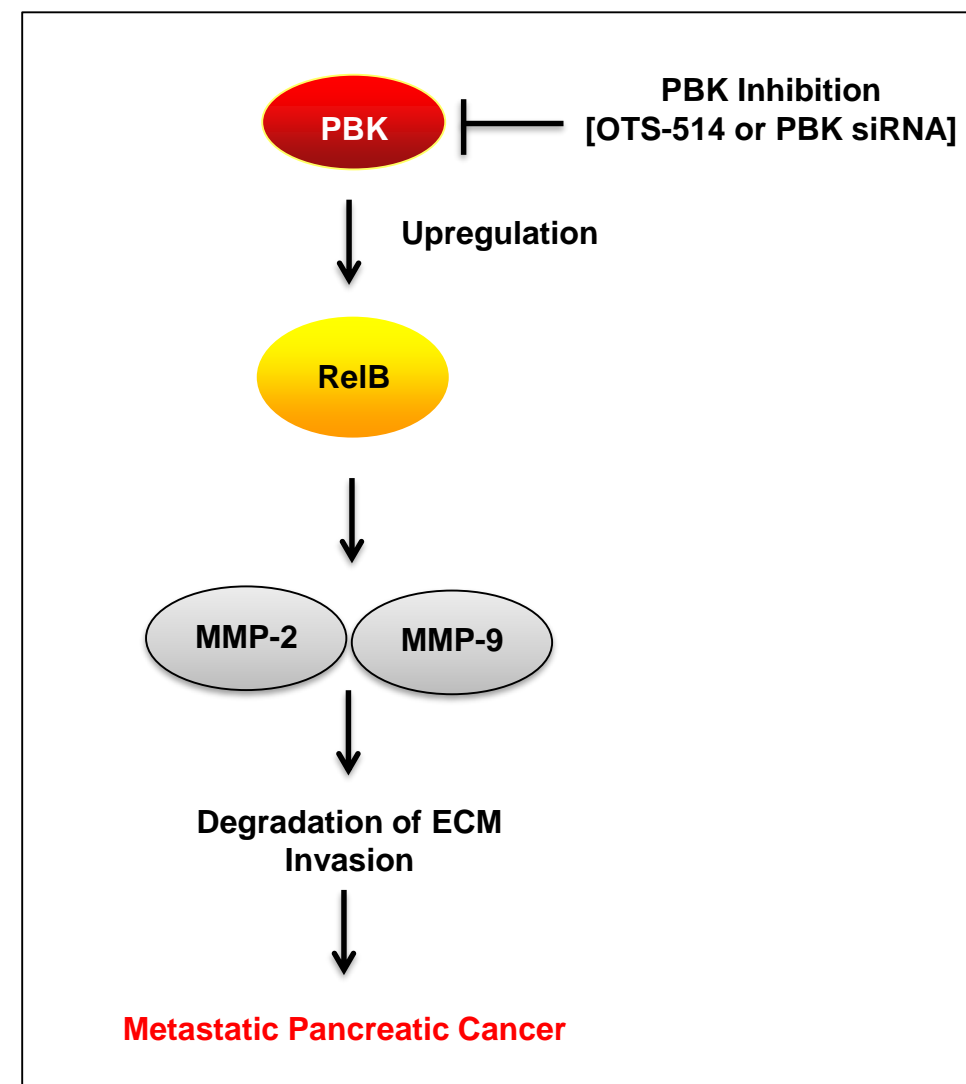 PBK
PBK Inhibition
[OTS-514 or PBK siRNA]
Upregulation
RelB
MMP-2
MMP-9
Degradation of ECM
Invasion
Metastatic Pancreatic Cancer